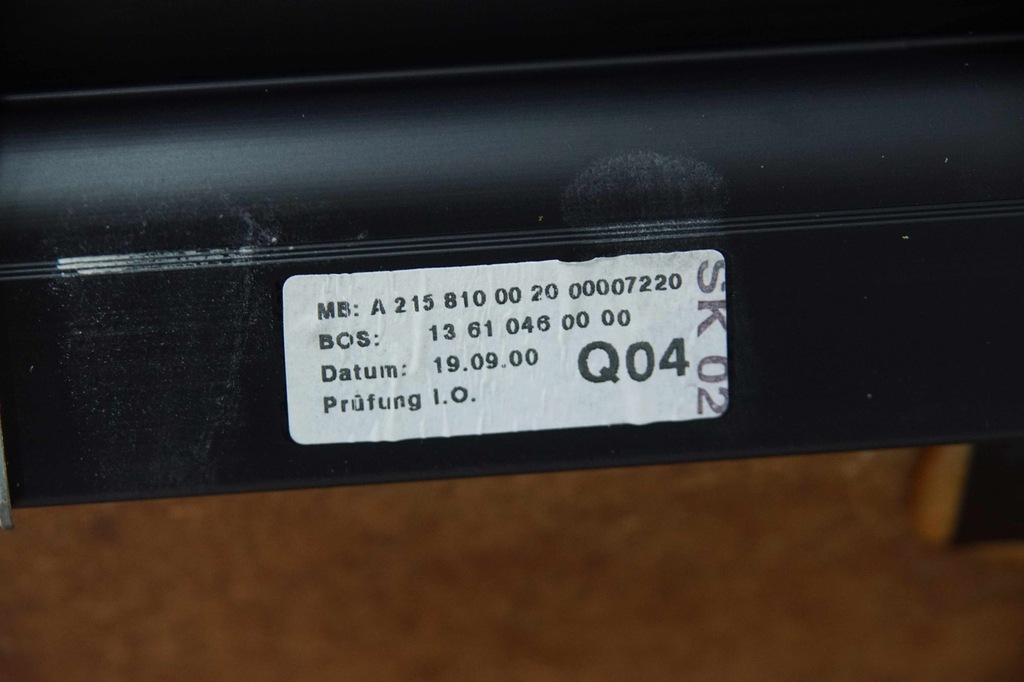 MB: A 215 810 00 20 00007220
BOS: 13 61 046 00 00
Datum: 19.09.00
Q04
Prüfung I.O.
SK 02